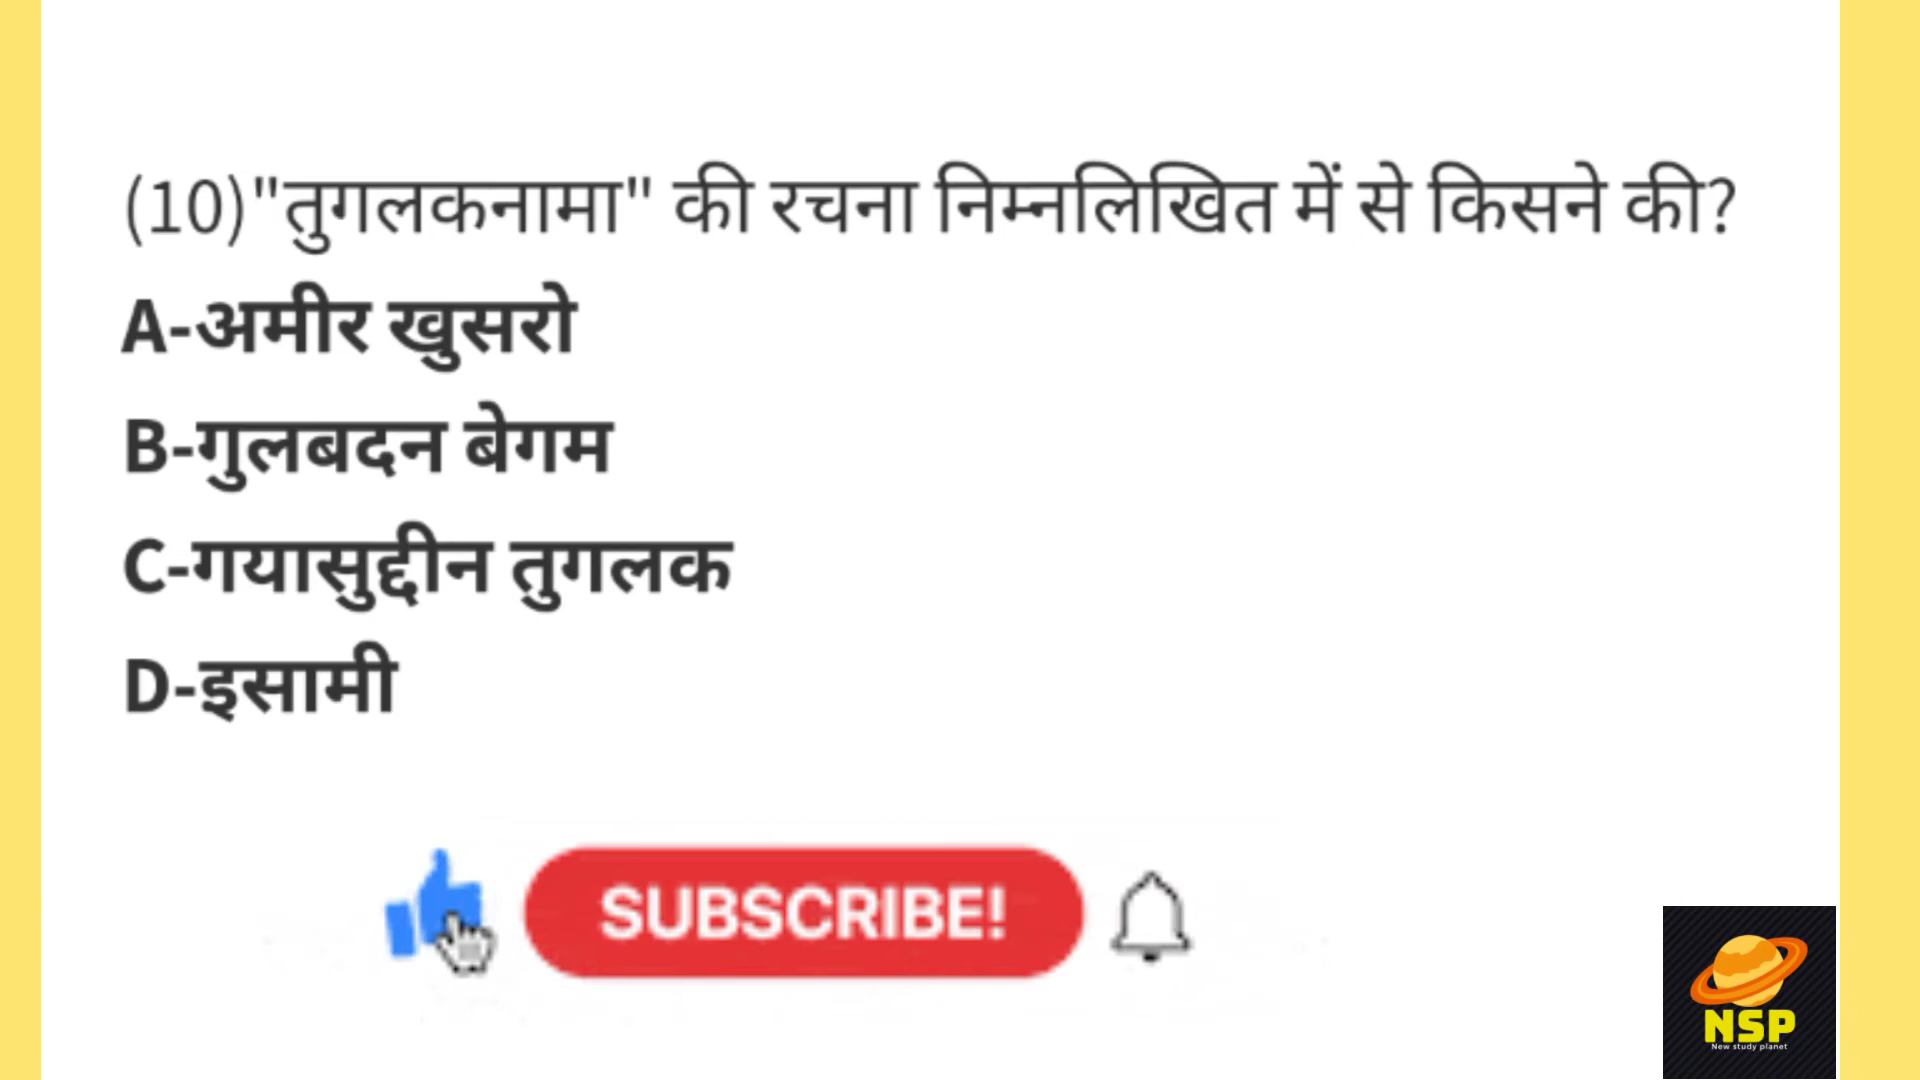 (10)"तुगलकनामा" की रचना निम्नलिखित में से किसने की?
A-अमीर खुसरो
B-गुलबदन बेगम
C-गयासुद्दीन तुगलक
D-इसामी
SUBSCRIBE!
NSP
New study planet